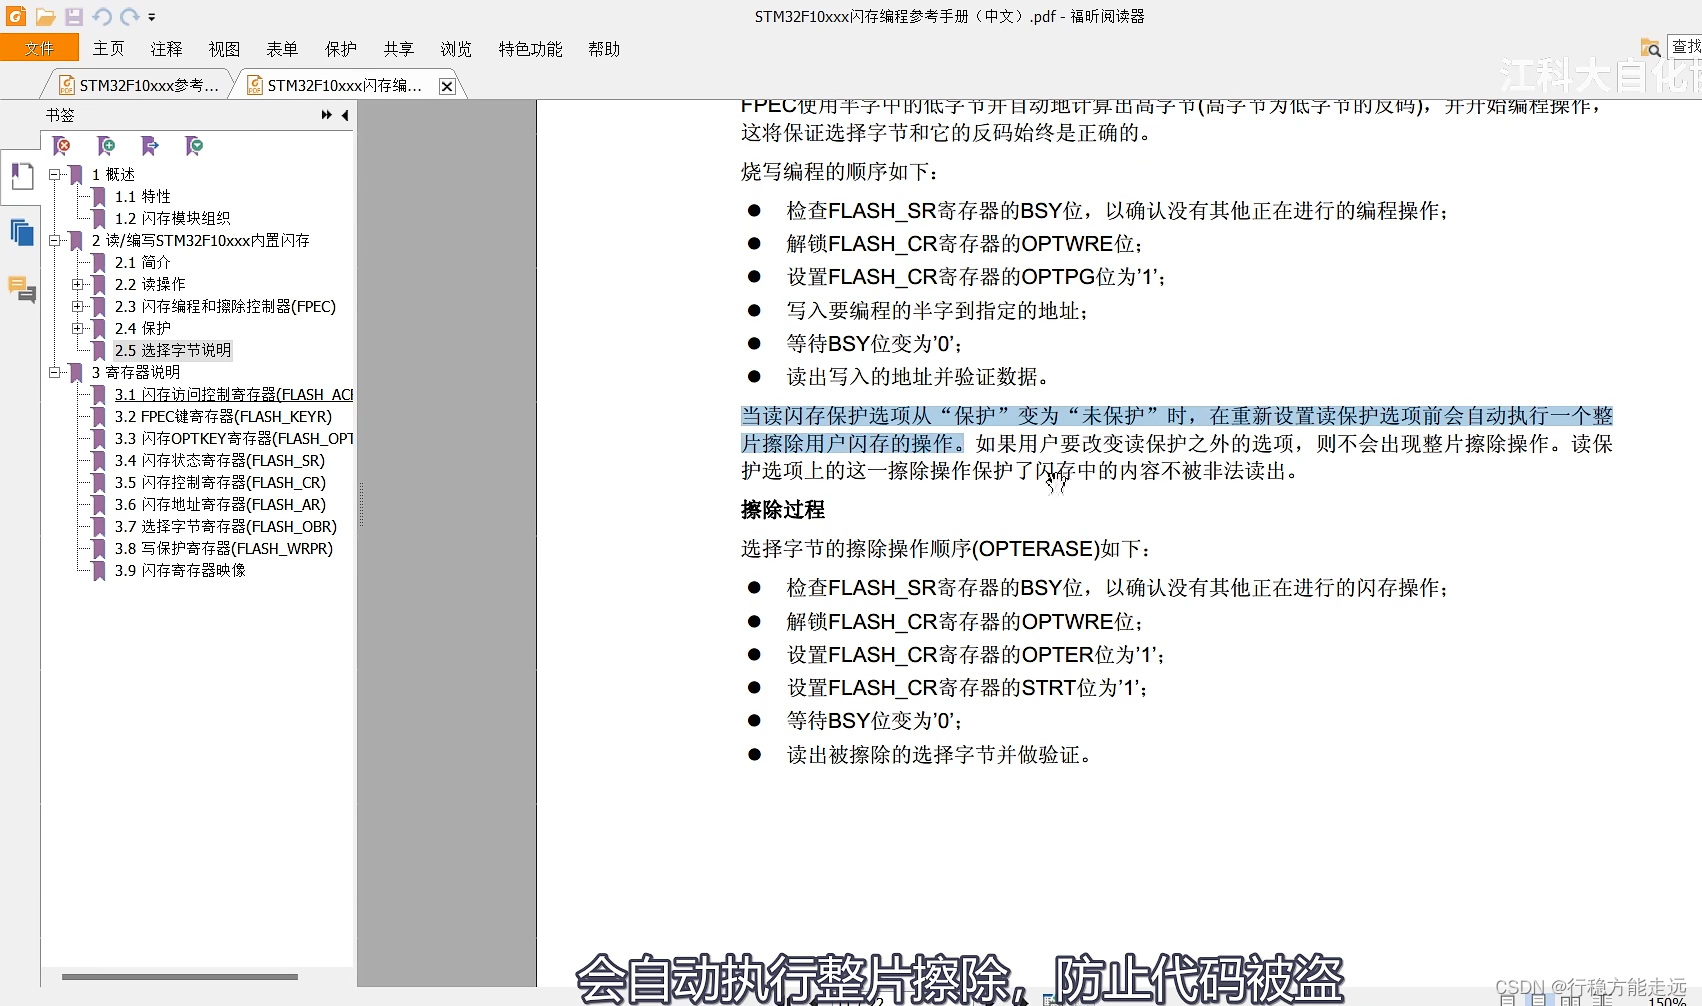 STM32F10xxx闪存编程参考手册（中文）.pdf - 福昕阅读器
文件 主页 注释 视图 表单 保护 共享 浏览 特色功能 帮助
查找
江科大自化
STM32F10xxx参考... STM32F10xxx闪存编...
书签
1 概述
1.1 特性
1.2 闪存模块组织
2 读/编写STM32F10xxx内置闪存
2.1 简介
2.2 读操作
2.3 闪存编程和擦除控制器(FPEC)
2.4 保护
2.5 选择字节说明
3 寄存器说明
3.1 闪存访问控制寄存器(FLASH_ACR
3.2 FPEC键寄存器(FLASH_KEYR)
3.3 闪存OPTKEY寄存器(FLASH_OPT
3.4 闪存状态寄存器(FLASH_SR)
3.5 闪存控制寄存器(FLASH_CR)
3.6 闪存地址寄存器(FLASH_AR)
3.7 选择字节寄存器(FLASH_OBR)
3.8 写保护寄存器(FLASH_WRPR)
3.9 闪存寄存器映像
FPEC使用半字中的低字节并自动地计算出高字节(高字节为低字节的反码)，并开始编程操作，
这将保证选择字节和它的反码始终是正确的。
烧写编程的顺序如下：
● 检查FLASH_SR寄存器的BSY位，以确认没有其他正在进行的编程操作；
● 解锁FLASH_CR寄存器的OPTWRE位；
● 设置FLASH_CR寄存器的OPTPG位为’1’；
● 写入要编程的半字到指定的地址；
● 等待BSY位变为’0’；
● 读出写入的地址并验证数据。
当读闪存保护选项从“保护”变为“未保护”时，在重新设置读保护选项前会自动执行一个整
片擦除用户闪存的操作。如果用户要改变读保护之外的选项，则不会出现整片擦除操作。读保
护选项上的这一擦除操作保护了闪存中的内容不被非法读出。
擦除过程
选择字节的擦除操作顺序(OPTERASE)如下：
● 检查FLASH_SR寄存器的BSY位，以确认没有其他正在进行的闪存操作；
● 解锁FLASH_CR寄存器的OPTWRE位；
● 设置FLASH_CR寄存器的OPTER位为’1’；
● 设置FLASH_CR寄存器的STRT位为’1’；
● 等待BSY位变为’0’；
● 读出被擦除的选择字节并做验证。
会自动执行整片擦除，防止代码被盗
CSDN @行稳方能走远
150%